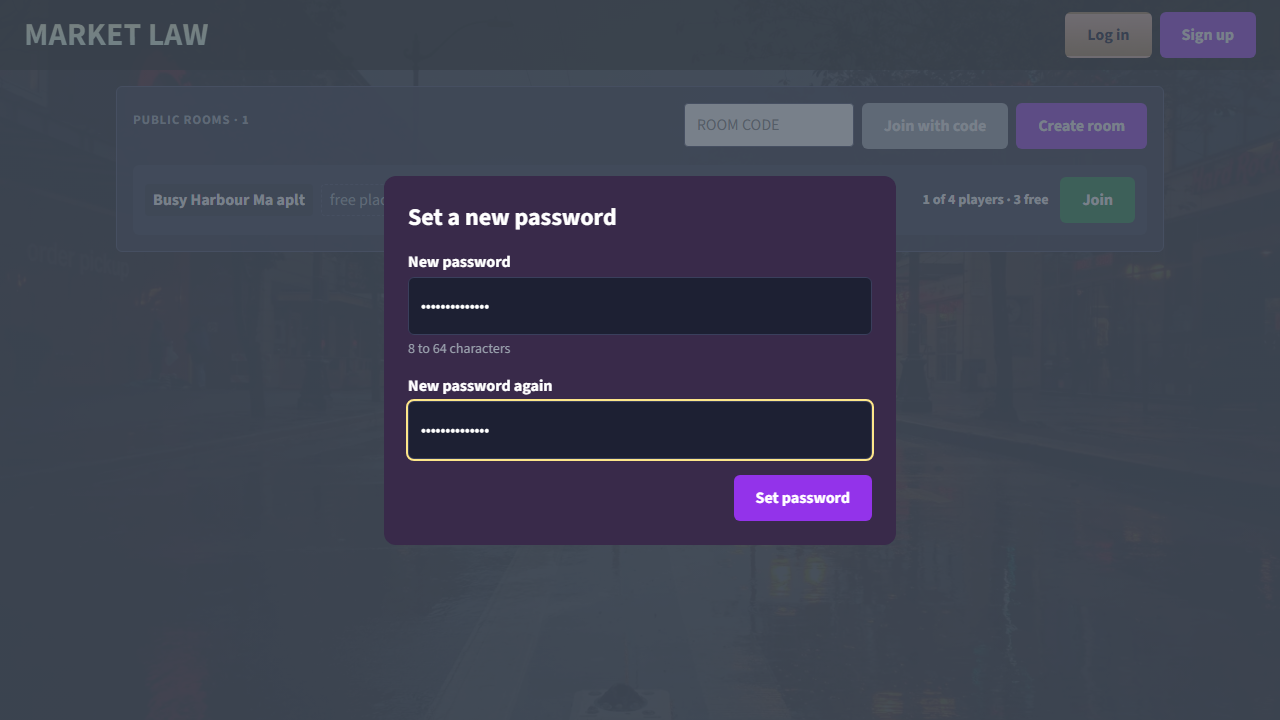 MARKET LAW
Log in
Sign up
PUBLIC ROOMS · 1
ROOM CODE
Join with code
Create room
Busy Harbour Ma aplt
free plac
1 of 4 players · 3 free
Join
Set a new password
New password
••••••••••••••
8 to 64 characters
New password again
••••••••••••••
Set password